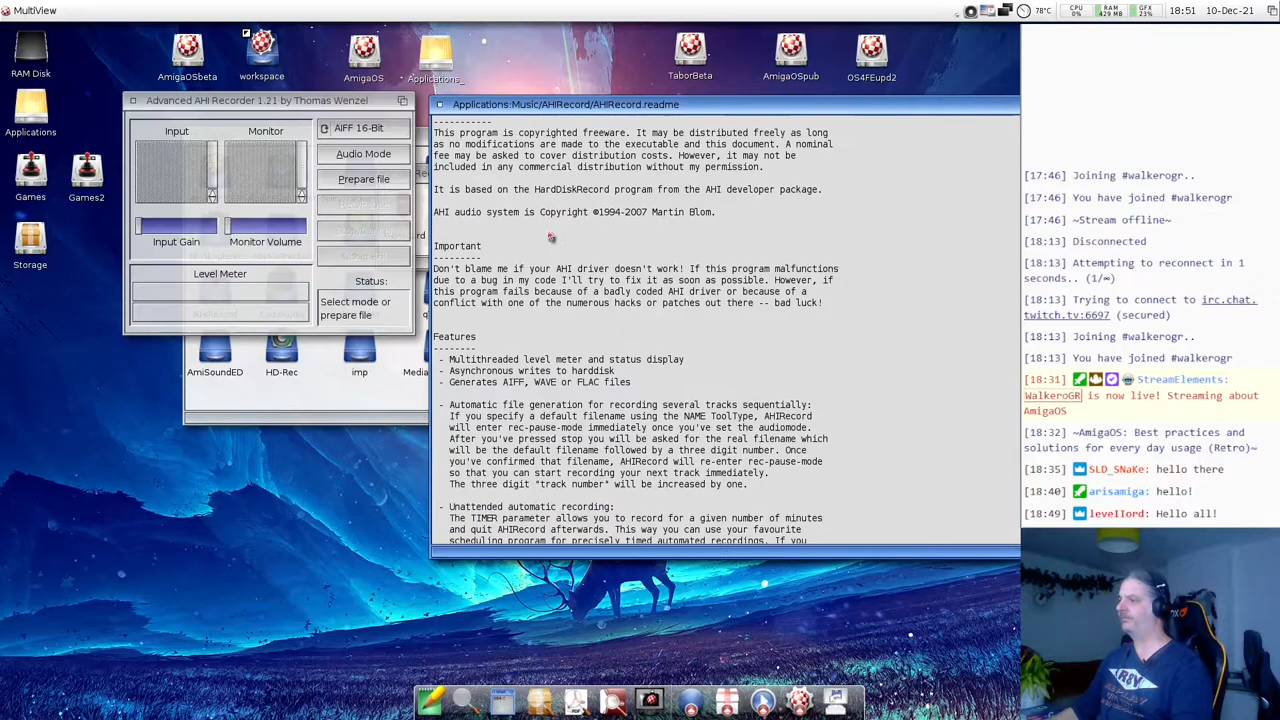 MultiView
78°C
CPU
0%
RAM
429 MB
GFX
23%
18:51
10-Dec-21
RAM Disk
AmigaOSbeta
workspace
AmigaOS
Applications_
TaborBeta
AmigaOSpub
OS4FEupd2
Applications
Games
Games2
Storage
Advanced AHI Recorder 1.21 by Thomas Wenzel
Input
Monitor
AIFF 16-Bit
Audio Mode
Prepare file
Input Gain
Monitor Volume
Level Meter
Status:
Select mode or
prepare file
AmiSoundED
HD-Rec
imp
Applications:Music/AHIRecord/AHIRecord.readme
-----------
This program is copyrighted freeware. It may be distributed freely as long
as no modifications are made to the executable and this document. A nominal
fee may be asked to cover distribution costs. However, it may not be
included in any commercial distribution without my permission.
It is based on the HardDiskRecord program from the AHI developer package.
AHI audio system is Copyright ©1994-2007 Martin Blom.
Important
---------
Don't blame me if your AHI driver doesn't work! If this program malfunctions
due to a bug in my code I'll try to fix it as soon as possible. However, if
this program fails because of a badly coded AHI driver or because of a
conflict with one of the numerous hacks or patches out there -- bad luck!
Features
--------
- Multithreaded level meter and status display
- Asynchronous writes to harddisk
- Generates AIFF, WAVE or FLAC files
- Automatic file generation for recording several tracks sequentially:
If you specify a default filename using the NAME ToolType, AHIRecord
will enter rec-pause-mode immediately once you've set the audiomode.
After you've pressed stop you will be asked for the real filename which
will be the default filename followed by a three digit number. Once
you've confirmed that filename, AHIRecord will re-enter rec-pause-mode
so that you can start recording your next track immediately.
The three digit "track number" will be increased by one.
- Unattended automatic recording:
The TIMER parameter allows you to record for a given number of minutes
and quit AHIRecord afterwards. This way you can use your favourite
scheduling program for precisely timed automated recordings. If you
[17:46] Joining #walkerogr..
[17:46] You have joined #walkerogr
[17:46] ~Stream offline~
[18:13] Disconnected
[18:13] Attempting to reconnect in 1
seconds.. (1/∞)
[18:13] Trying to connect to irc.chat.
twitch.tv:6697 (secured)
[18:13] Joining #walkerogr..
[18:13] You have joined #walkerogr
[18:31] StreamElements:
WalkeroGR is now live! Streaming about
AmigaOS
[18:32] ~AmigaOS: Best practices and
solutions for every day usage (Retro)~
[18:35] SLD_SNaKe: hello there
[18:40] arisamiga: hello!
[18:49] leveIIord: Hello all!
PDF